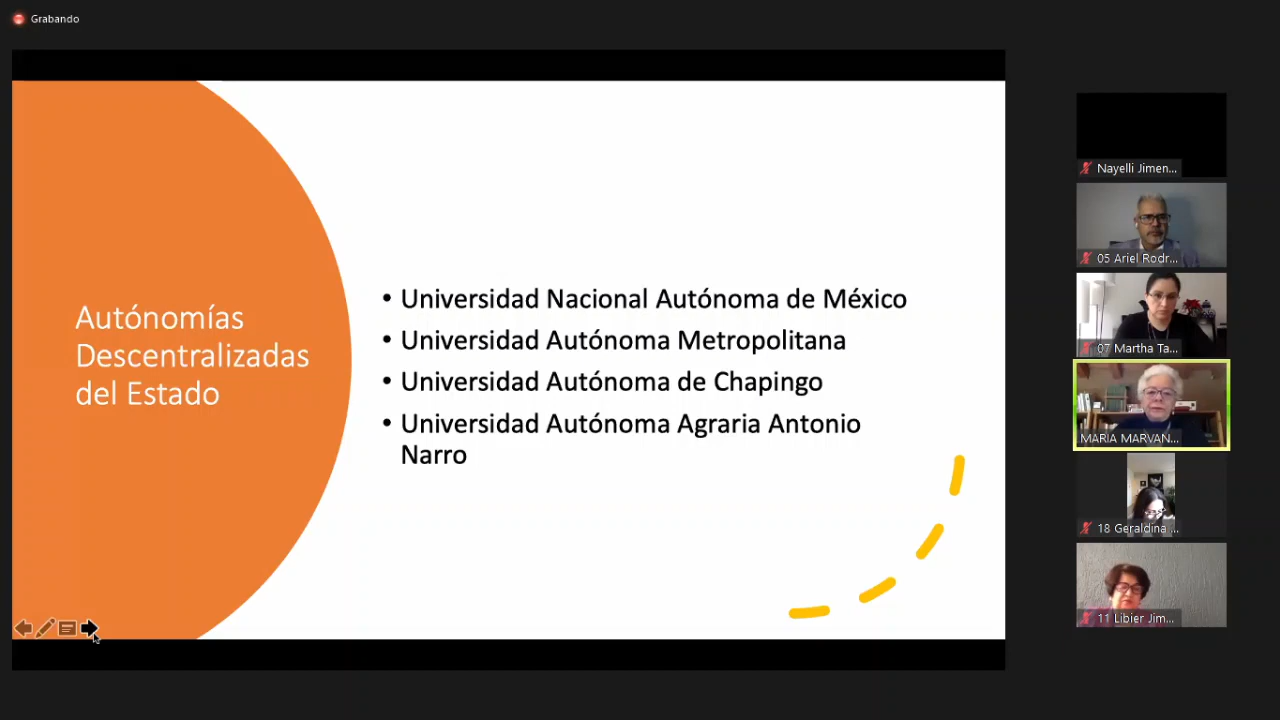 Grabando
Autónomías
Descentralizadas
del Estado
• Universidad Nacional Autónoma de México
• Universidad Autónoma Metropolitana
• Universidad Autónoma de Chapingo
• Universidad Autónoma Agraria Antonio
Narro
Nayelli Jimen...
05 Ariel Rodr...
07 Martha Ta...
MARIA MARVAN...
18 Geraldina ...
11 Libier Jim...